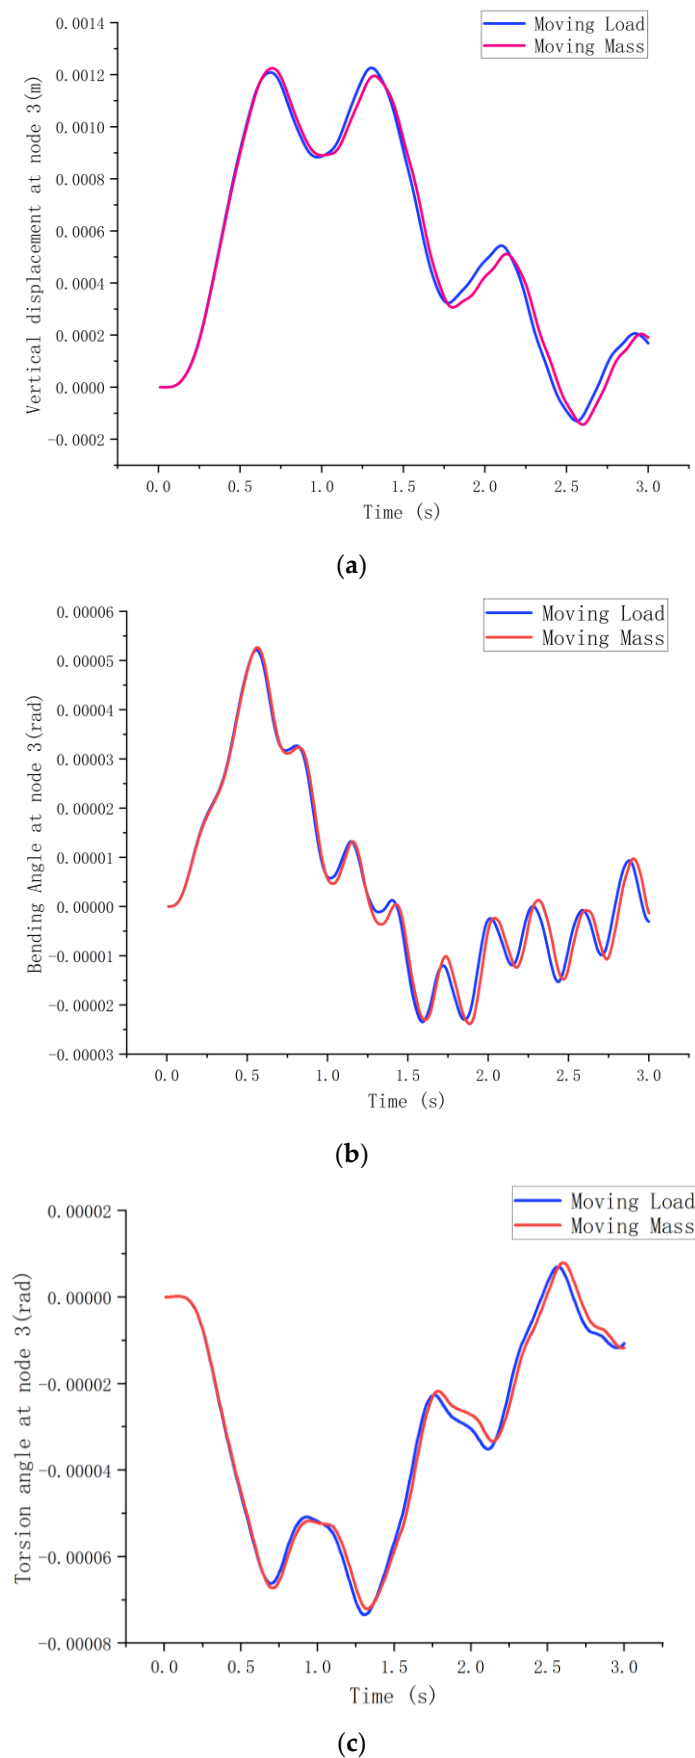 Moving Load
Moving Mass
0.0014
0.0012
0.0010
0.0008
0.0006
0.0004
0.0002
0.0000
-0.0002
Vertical displacement at node 3(m)
0.0 0.5 1.0 1.5 2.0 2.5 3.0
Time (s)
(a)
Moving Load
Moving Mass
0.00006
0.00005
0.00004
0.00003
0.00002
0.00001
0.00000
-0.00001
-0.00002
-0.00003
Bending Angle at node 3(rad)
0.0 0.5 1.0 1.5 2.0 2.5 3.0
Time (s)
(b)
Moving Load
Moving Mass
0.00002
0.00000
-0.00002
-0.00004
-0.00006
-0.00008
Torsion angle at node 3(rad)
0.0 0.5 1.0 1.5 2.0 2.5 3.0
Time (s)
(c)